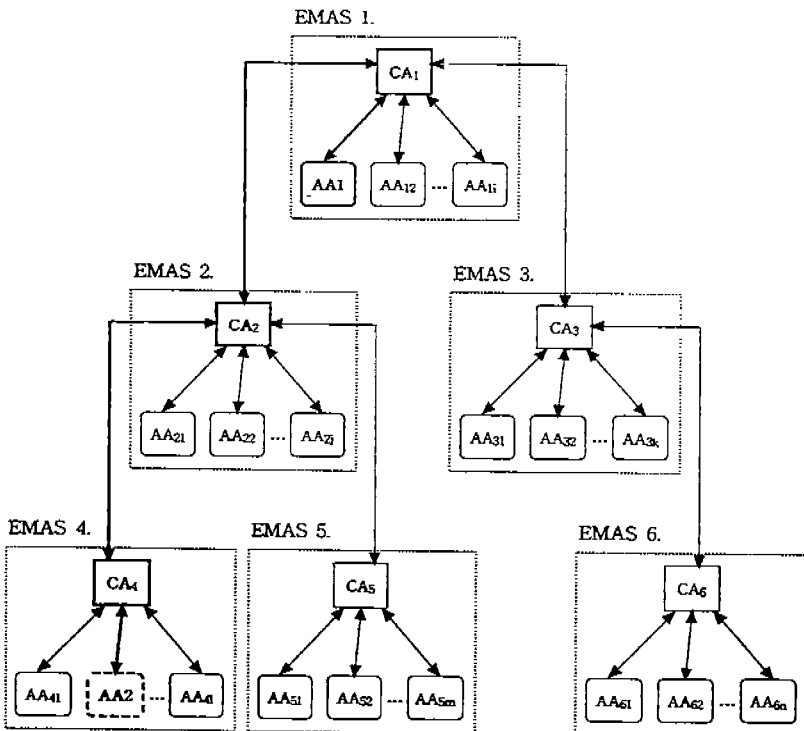 EMAS 1.
CA₁
AA1 AA₁₂ ... AA₁ᵢ
EMAS 2. EMAS 3.
CA₂ CA₃
AA₂₁ AA₂₂ ... AA₂ⱼ AA₃₁ AA₃₂ ... AA₃ₖ
EMAS 4. EMAS 5. EMAS 6.
CA₄ CA₅ CA₆
AA₄₁ AA2 ... AA₄ₗ AA₅₁ AA₅₂ ... AA₅ₘ AA₆₁ AA₆₂ ... AA₆ₙ